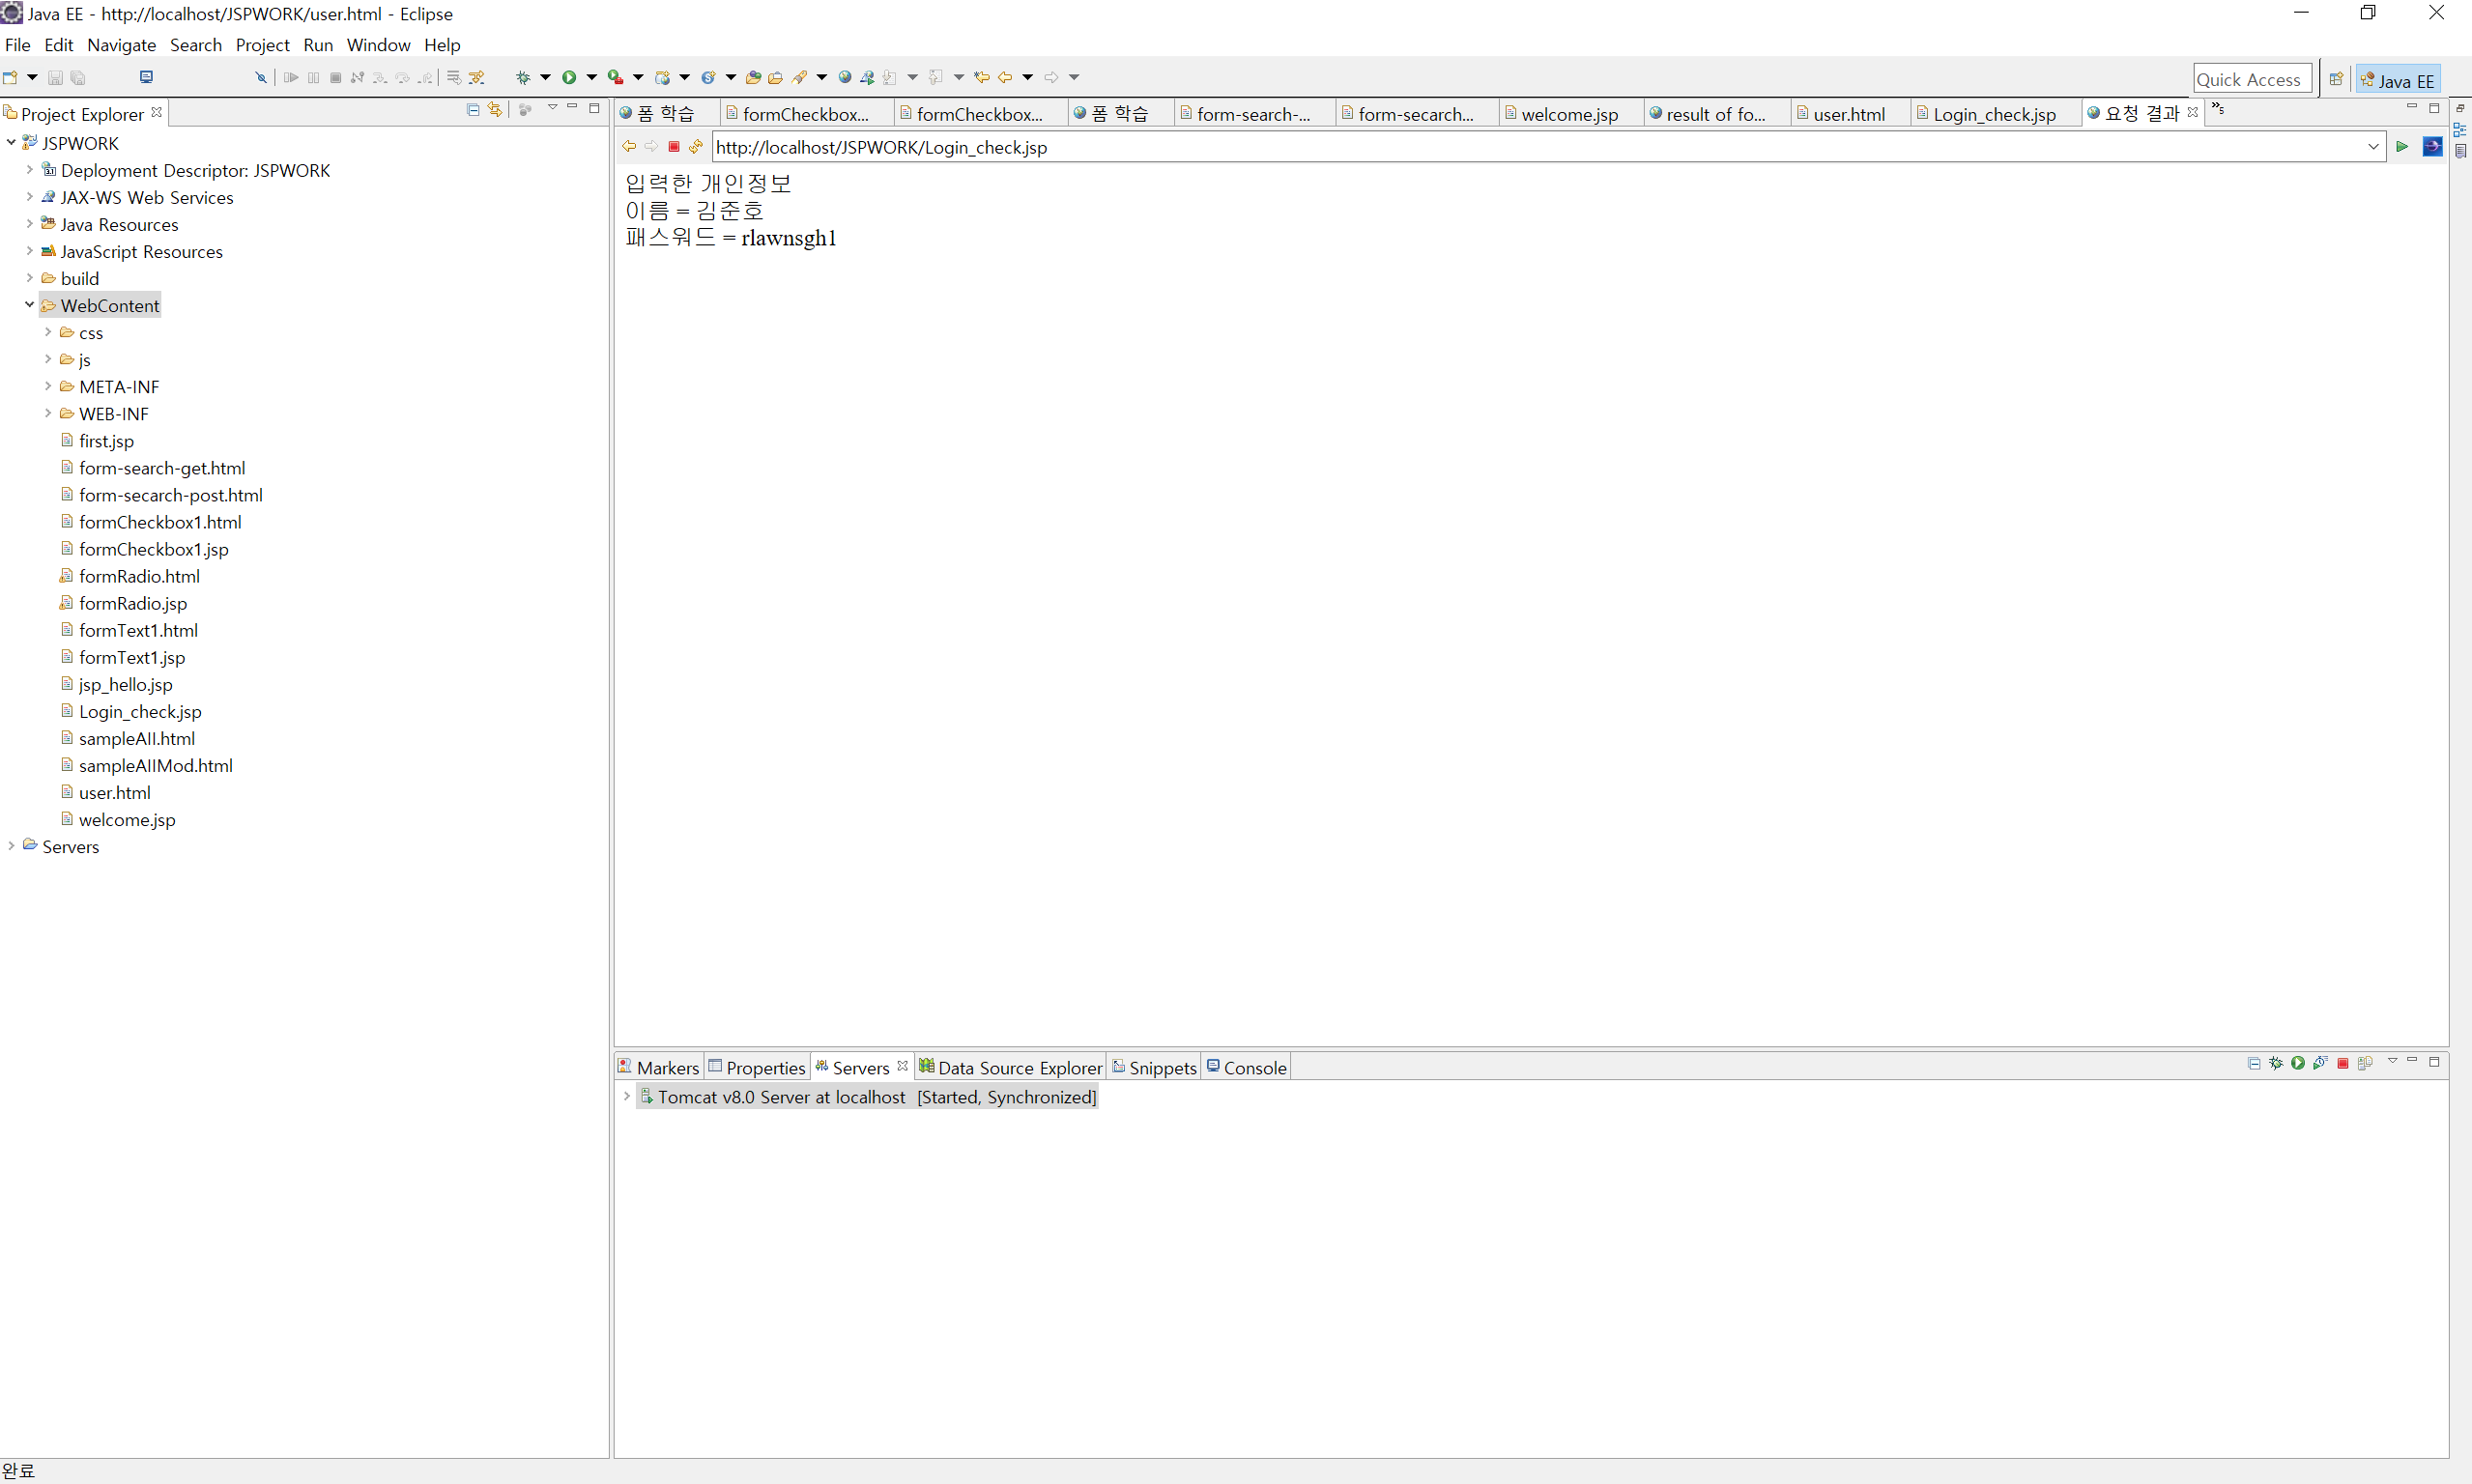 Java EE - http://localhost/JSPWORK/user.html - Eclipse
File Edit Navigate Search Project Run Window Help
Quick Access Java EE
Project Explorer
JSPWORK
Deployment Descriptor: JSPWORK
JAX-WS Web Services
Java Resources
JavaScript Resources
build
WebContent
css
js
META-INF
WEB-INF
first.jsp
form-search-get.html
form-secarch-post.html
formCheckbox1.html
formCheckbox1.jsp
formRadio.html
formRadio.jsp
formText1.html
formText1.jsp
jsp_hello.jsp
Login_check.jsp
sampleAll.html
sampleAllMod.html
user.html
welcome.jsp
Servers
폼 학습 formCheckbox... formCheckbox... 폼 학습 form-search-... form-secarch... welcome.jsp result of fo... user.html Login_check.jsp 요청 결과 »5
http://localhost/JSPWORK/Login_check.jsp
입력한 개인정보
이름 = 김준호
패스워드 = rlawnsgh1
Markers Properties Servers Data Source Explorer Snippets Console
Tomcat v8.0 Server at localhost [Started, Synchronized]
완료